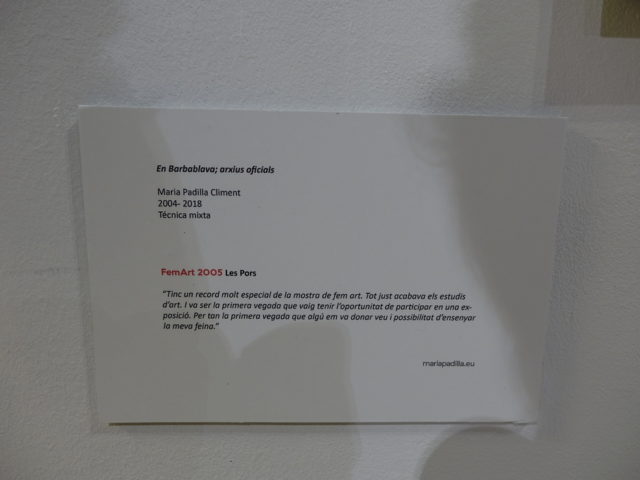 En Barbablava; arxius oficials
Maria Padilla Climent
2004- 2018
Técnica mixta
FemArt 2005 Les Pors
"Tinc un record molt especial de la mostra de fem art. Tot just acabava els estudis
d'art. I va ser la primera vegada que vaig tenir l'oportunitat de participar en una ex-
posició. Per tan la primera vegada que algú em va donar veu i possibilitat d'ensenyar
la meva feina."
mariapadilla.eu